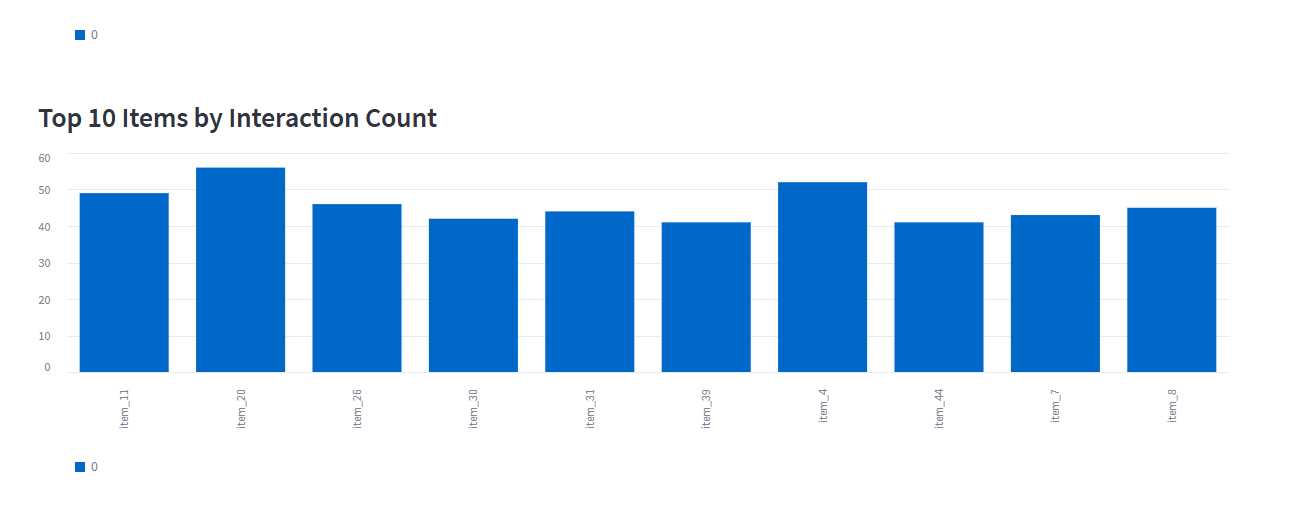 0
Top 10 Items by Interaction Count
60
50
40
30
20
10
0
item_11
item_20
item_26
item_30
item_31
item_39
item_4
item_44
item_7
item_8
0